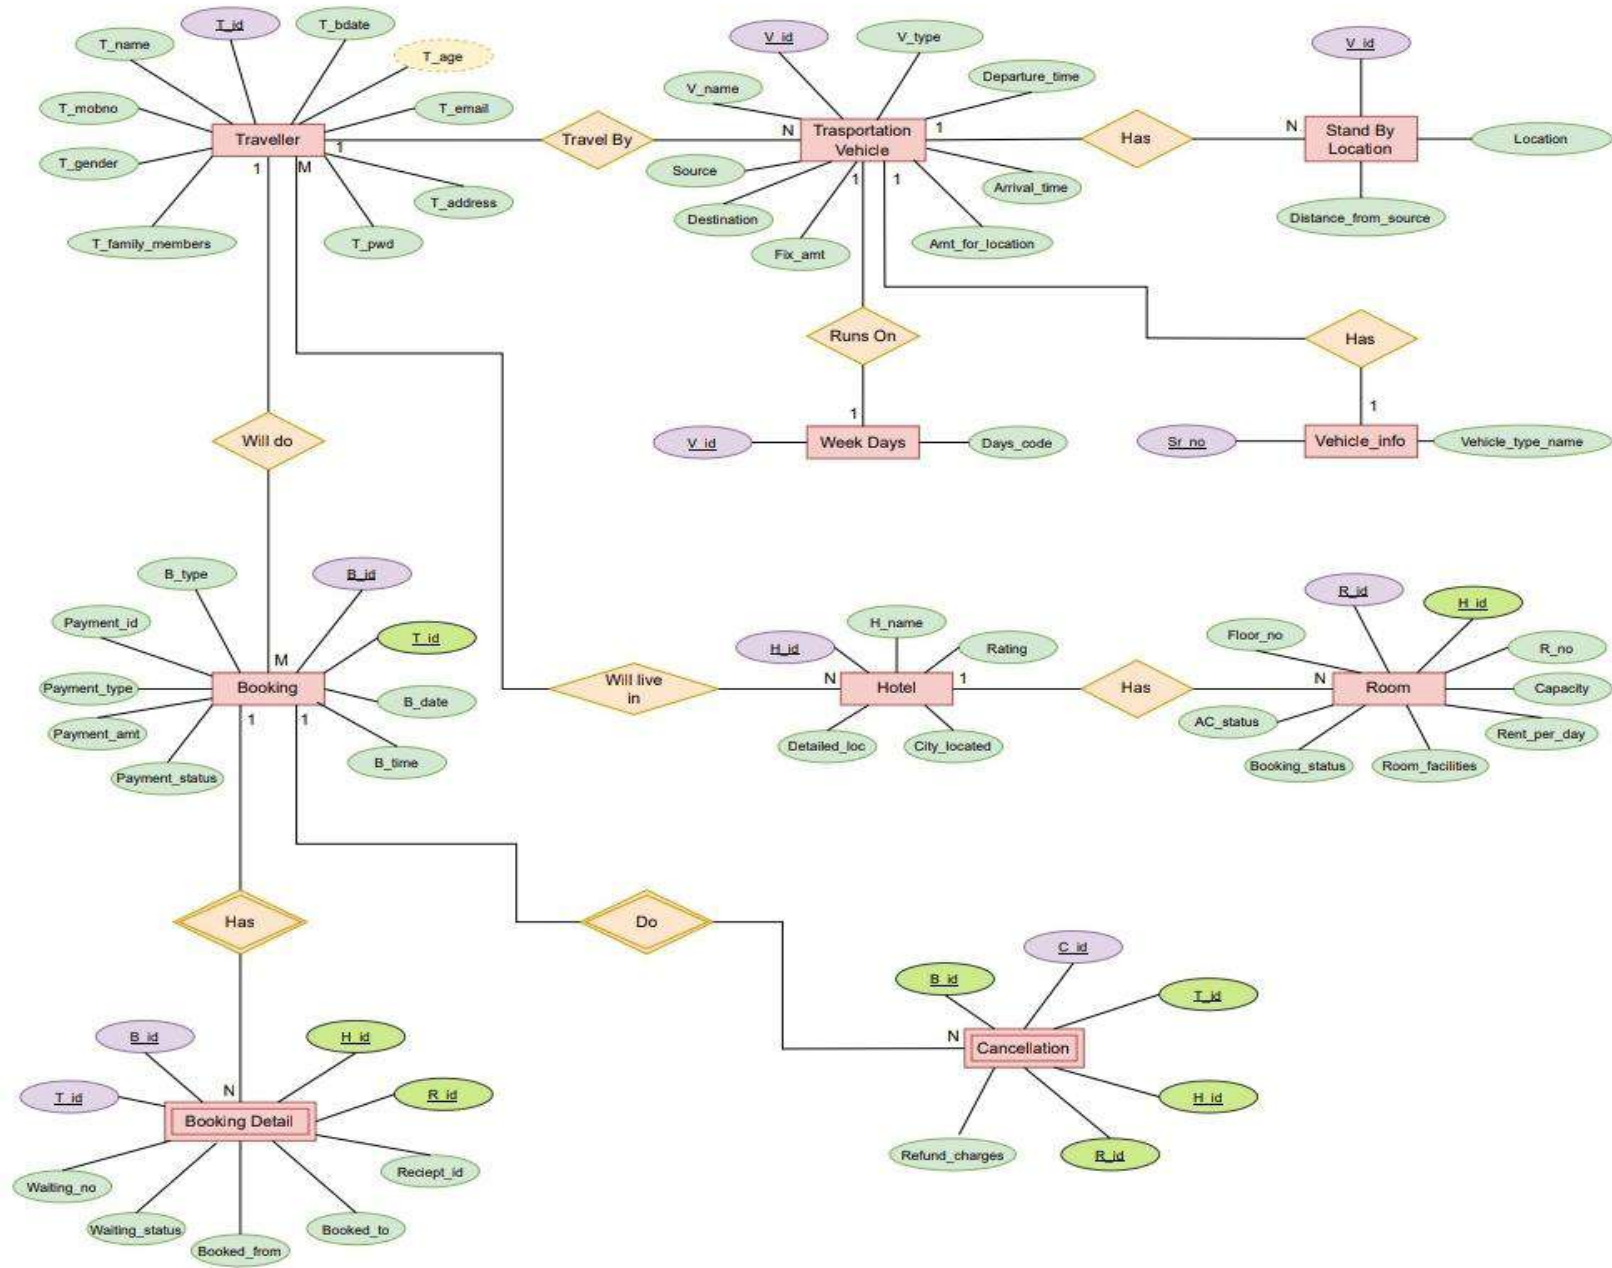 T_id
T_bdate
T_name
T_age
T_mobno
T_email
Traveller
T_gender
T_address
T_family_members
T_pwd
1
M
1
Travel By
N
V_id
V_type
V_name
Departure_time
Trasportation
Vehicle
1
Source
Arrival_time
Destination
Amt_for_location
Fix_amt
1
1
Has
N
V_id
Stand By
Location
Location
Distance_from_source
Runs On
1
V_id
Week Days
Days_code
Has
1
Sr_no
Vehicle_info
Vehicle_type_name
Will do
M
B_type
B_id
Payment_id
T_id
Payment_type
Booking
B_date
Payment_amt
B_time
Payment_status
1
1
Will live
in
N
H_name
H_id
Rating
Hotel
1
Detailed_loc
City_located
Has
N
R_id
H_id
Floor_no
R_no
Room
Capacity
AC_status
Rent_per_day
Booking_status
Room_facilities
Has
N
B_id
H_id
T_id
R_id
Booking Detail
Reciept_id
Waiting_no
Waiting_status
Booked_to
Booked_from
Do
N
C_id
B_id
T_id
Cancellation
H_id
Refund_charges
R_id